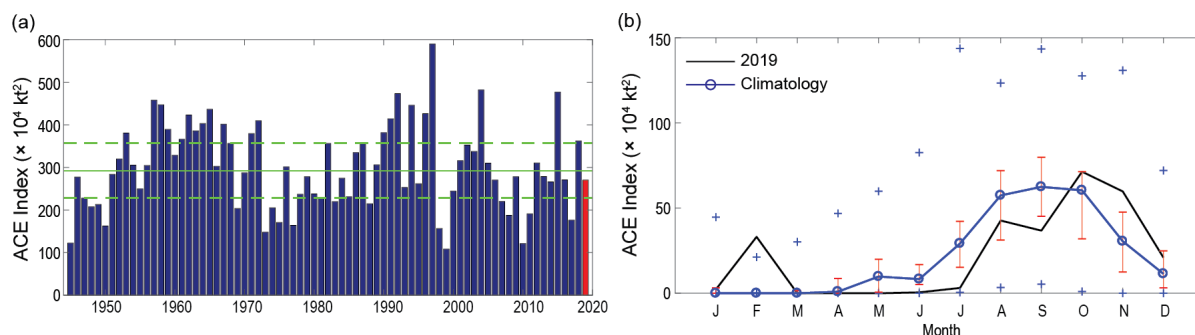 (a)
600
500
400
300
200
100
0
ACE Index (× 10⁴ kt²)
1950 1960 1970 1980 1990 2000 2010 2020
(b)
150
100
50
0
ACE Index (× 10⁴ kt²)
2019
Climatology
J F M A M J J A S O N D
Month